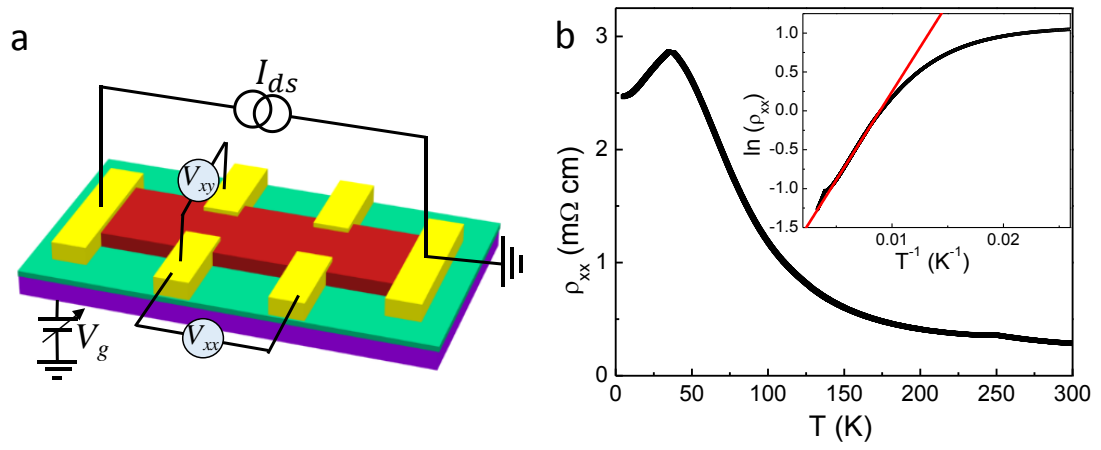 a
I_ds
V_xy
V_xx
V_g
b
ρ_xx (mΩ cm)
3
2
1
0
0 50 100 150 200 250 300
T (K)
ln (ρ_xx)
1.0
0.5
0.0
-0.5
-1.0
-1.5
0.01 0.02
T⁻¹ (K⁻¹)